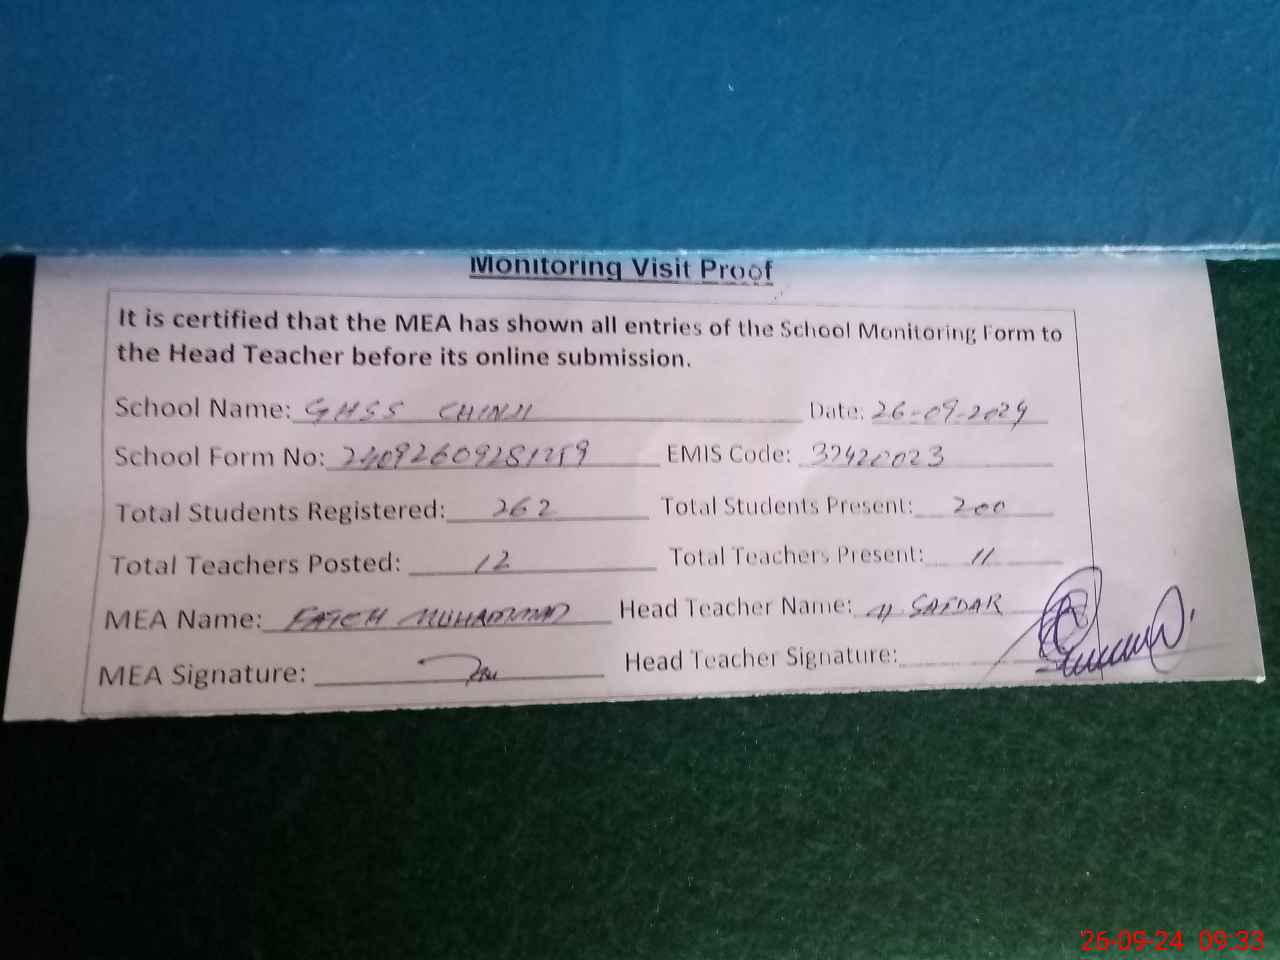 Monitoring Visit Proof
It is certified that the MEA has shown all entries of the School Monitoring Form to
the Head Teacher before its online submission.
School Name: GHSS CHINJI Date: 26-09-2024
School Form No: EMIS Code: 37420023
Total Students Registered: 262 Total Students Present: 200
Total Teachers Posted: 12 Total Teachers Present: 11
MEA Name: FATEH MUHAMMAD Head Teacher Name: SAFDAR
MEA Signature: Head Teacher Signature:
26-09-24 09:33